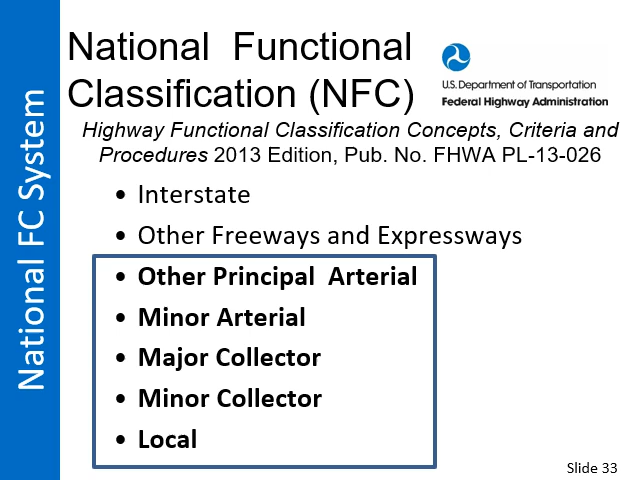 National FC System
National  Functional
Classification (NFC)
U.S. Department of Transportation
Federal Highway Administration
Highway Functional Classification Concepts, Criteria and
Procedures 2013 Edition, Pub. No. FHWA PL-13-026
• Interstate
• Other Freeways and Expressways
• Other Principal  Arterial
• Minor Arterial
• Major Collector
• Minor Collector
• Local
Slide 33